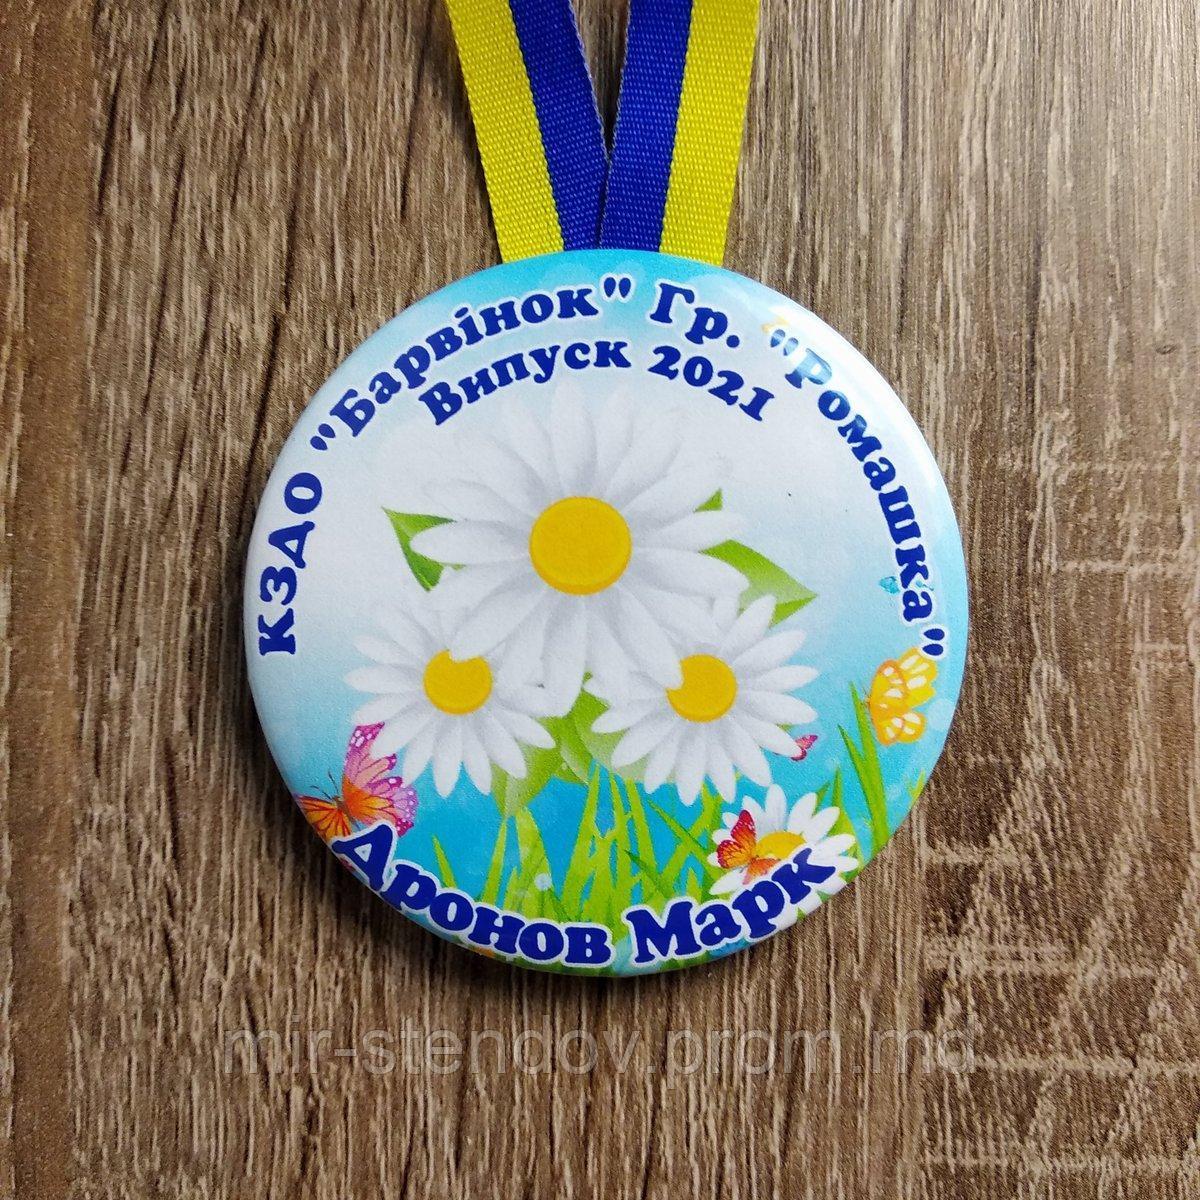 КЗДО "Барвінок" Гр. "Ромашка"
Випуск 2021
Дронов Марк
mir-stendov.prom.md